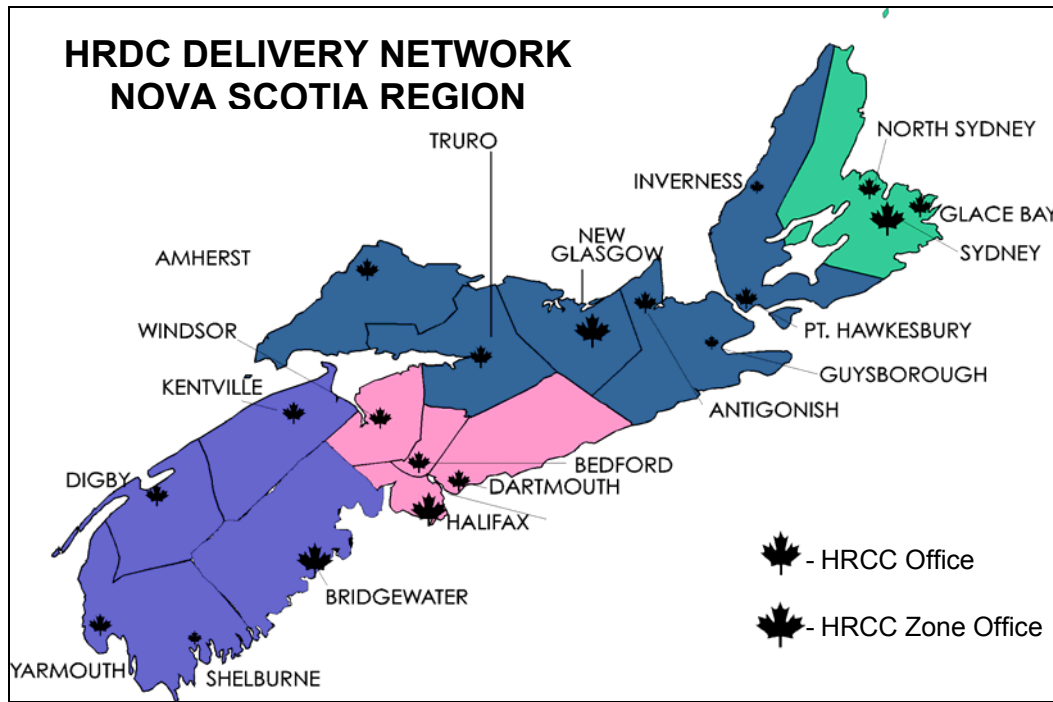 HRDC DELIVERY NETWORK
NOVA SCOTIA REGION
TRURO
NORTH SYDNEY
INVERNESS
GLACE BAY
SYDNEY
NEW
GLASGOW
AMHERST
WINDSOR
PT. HAWKESBURY
KENTVILLE
GUYSBOROUGH
ANTIGONISH
BEDFORD
DIGBY
DARTMOUTH
HALIFAX
- HRCC Office
BRIDGEWATER
- HRCC Zone Office
YARMOUTH
SHELBURNE